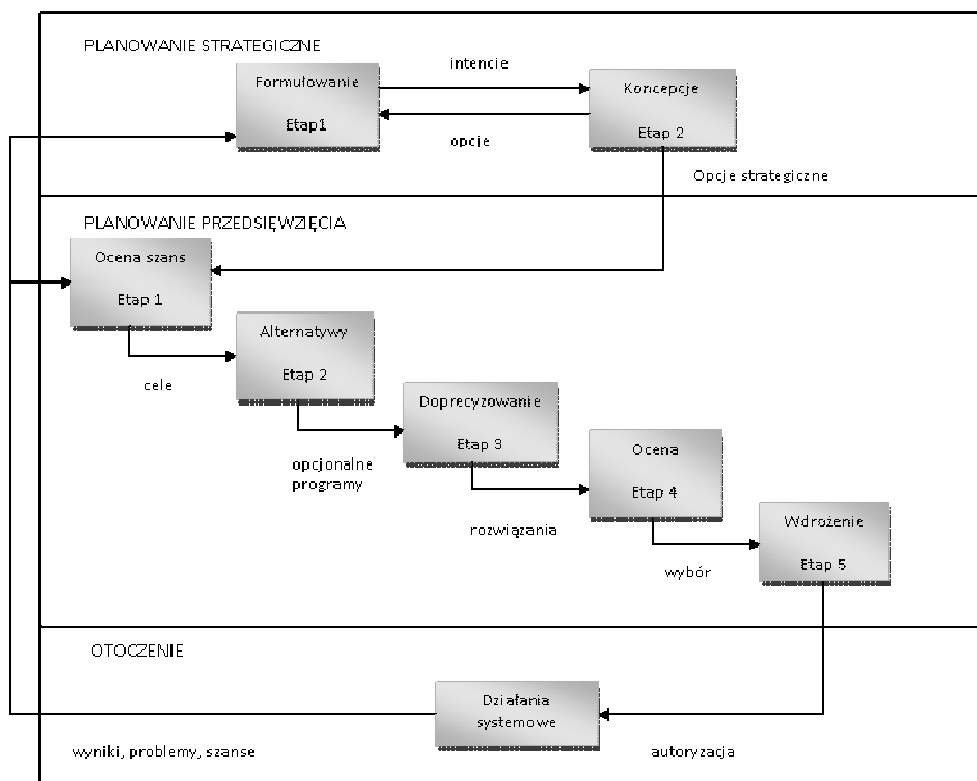 PLANOWANIE STRATEGICZNE
intencie
Formułowanie
Etap1
Koncepcje
Etap 2
opcje
Opcje strategiczne
PLANOWANIE PRZEDSIĘWZIĘCIA
Ocena szans
Etap 1
Alternatywy
Etap 2
cele
Doprecyzowanie
Etap 3
opcjonalne
programy
Ocena
Etap 4
rozwiązania
Wdrożenie
Etap 5
wybór
OTOCZENIE
Działania
systemowe
wyniki, problemy, szanse
autoryzacja